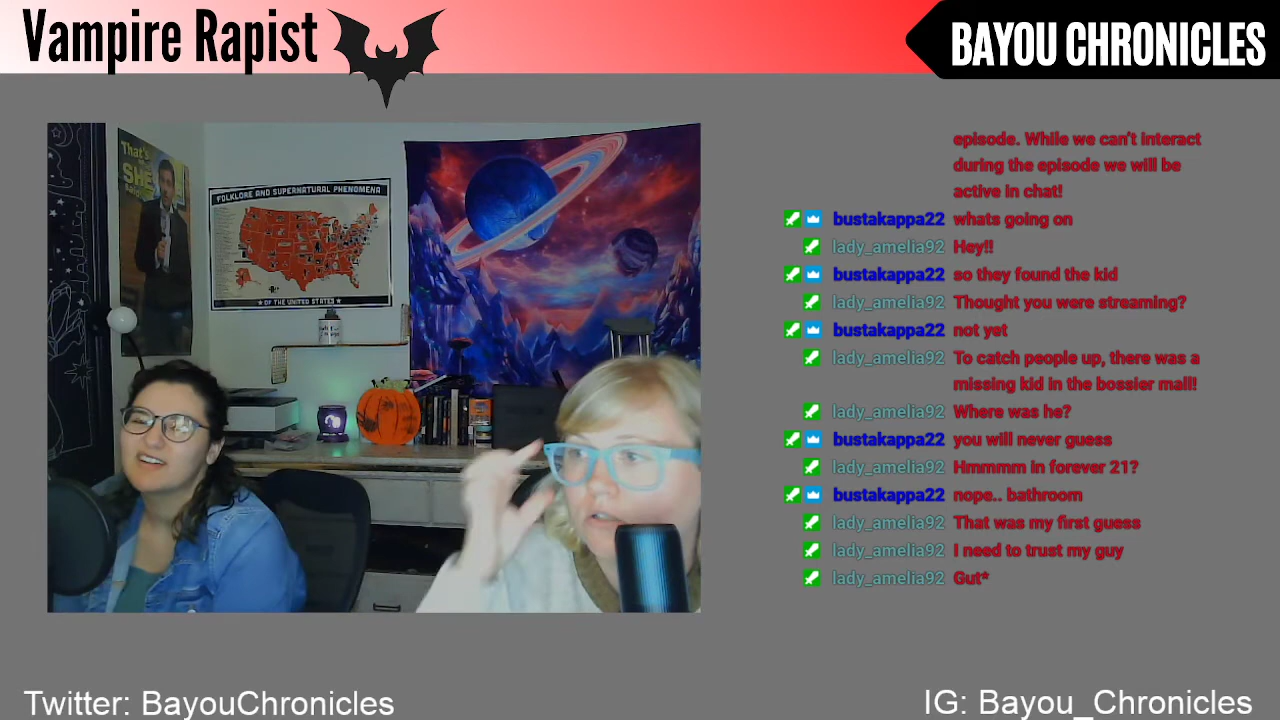 Vampire Rapist
BAYOU CHRONICLES
That's
SHE
FOLKLORE AND SUPERNATURAL PHENOMENA
★ OF THE UNITED STATES ★
episode. While we can't interact
during the episode we will be
active in chat!
bustakappa22 whats going on
lady_amelia92 Hey!!
bustakappa22 so they found the kid
lady_amelia92 Thought you were streaming?
bustakappa22 not yet
lady_amelia92 To catch people up, there was a
missing kid in the bossier mall!
lady_amelia92 Where was he?
bustakappa22 you will never guess
lady_amelia92 Hmmmm in forever 21?
bustakappa22 nope.. bathroom
lady_amelia92 That was my first guess
lady_amelia92 I need to trust my guy
lady_amelia92 Gut*
Twitter: BayouChronicles
IG: Bayou_Chronicles